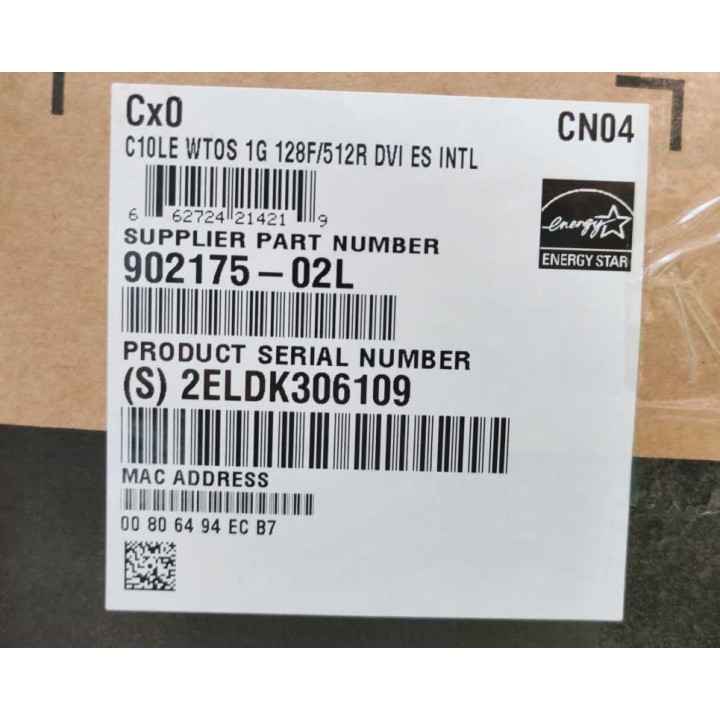 Cx0
CN04
C10LE WTOS 1G 128F/512R DVI ES INTL
6 62724 21421 9
energy
ENERGY STAR
SUPPLIER PART NUMBER
902175-02L
PRODUCT SERIAL NUMBER
(S) 2ELDK306109
MAC ADDRESS
00 80 64 94 EC B7